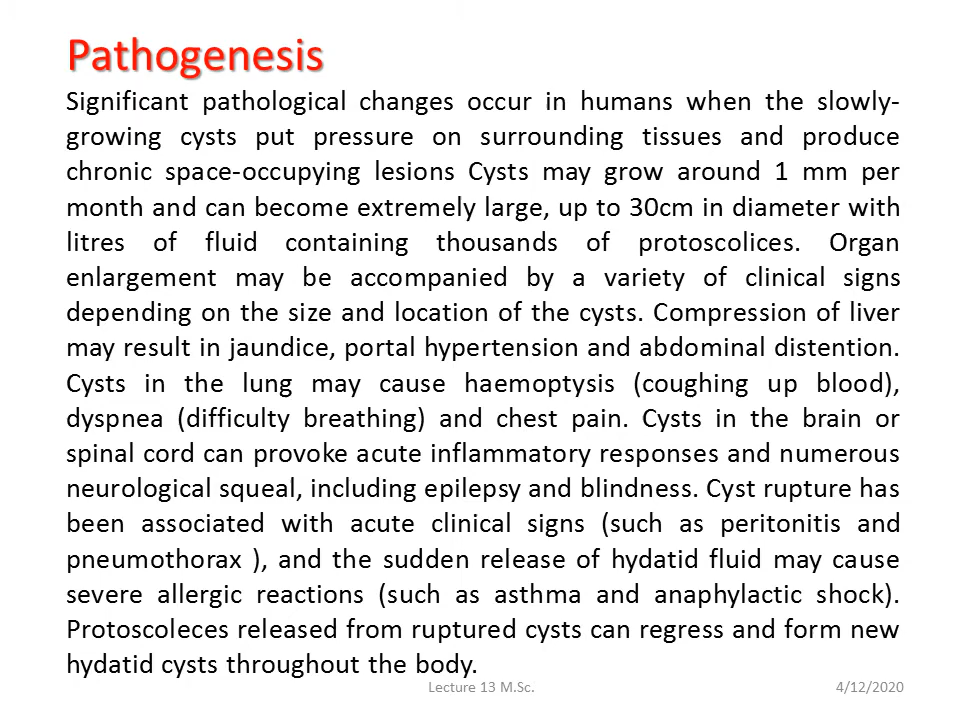 Pathogenesis
Significant pathological changes occur in humans when the slowly-
growing cysts put pressure on surrounding tissues and produce
chronic space-occupying lesions Cysts may grow around 1 mm per
month and can become extremely large, up to 30cm in diameter with
litres of fluid containing thousands of protoscolices. Organ
enlargement may be accompanied by a variety of clinical signs
depending on the size and location of the cysts. Compression of liver
may result in jaundice, portal hypertension and abdominal distention.
Cysts in the lung may cause haemoptysis (coughing up blood),
dyspnea (difficulty breathing) and chest pain. Cysts in the brain or
spinal cord can provoke acute inflammatory responses and numerous
neurological squeal, including epilepsy and blindness. Cyst rupture has
been associated with acute clinical signs (such as peritonitis and
pneumothorax ), and the sudden release of hydatid fluid may cause
severe allergic reactions (such as asthma and anaphylactic shock).
Protoscoleces released from ruptured cysts can regress and form new
hydatid cysts throughout the body.
Lecture 13 M.Sc.
4/12/2020